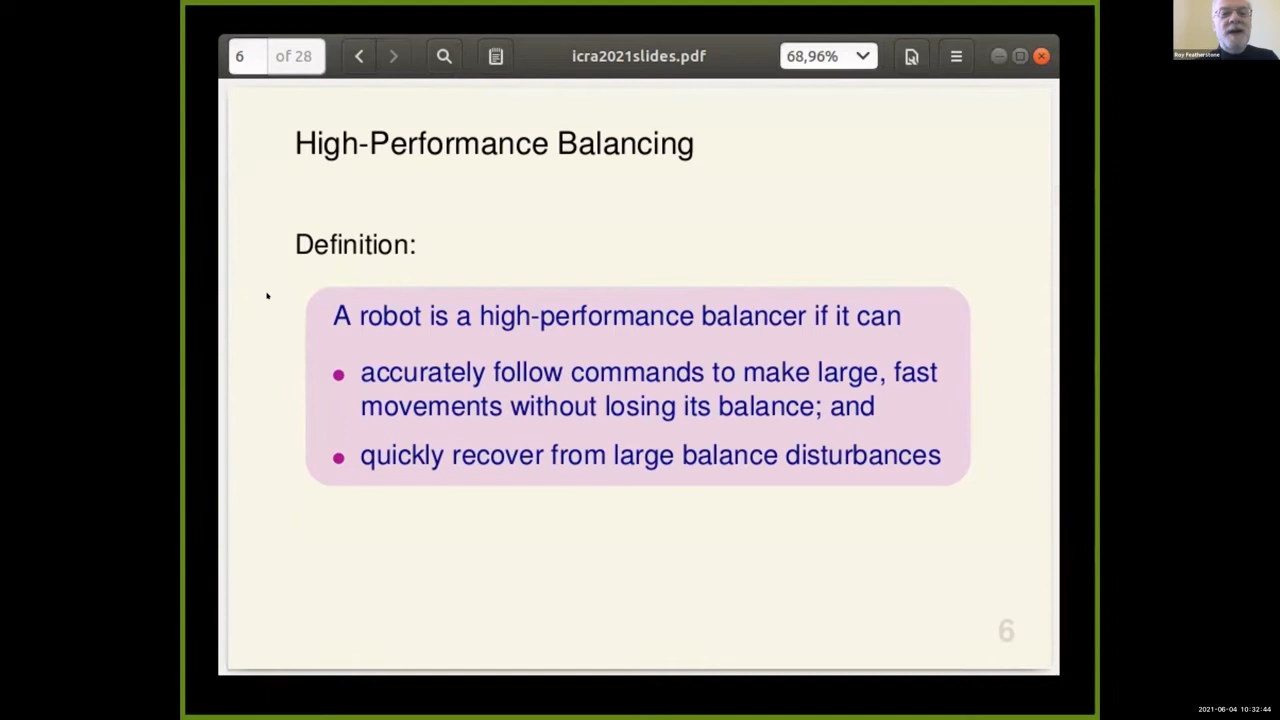 6 of 28 icra2021slides.pdf 68,96%
Roy Featherstone
High-Performance Balancing
Definition:
A robot is a high-performance balancer if it can
• accurately follow commands to make large, fast
movements without losing its balance; and
• quickly recover from large balance disturbances
6
2021-06-04 10:32:44